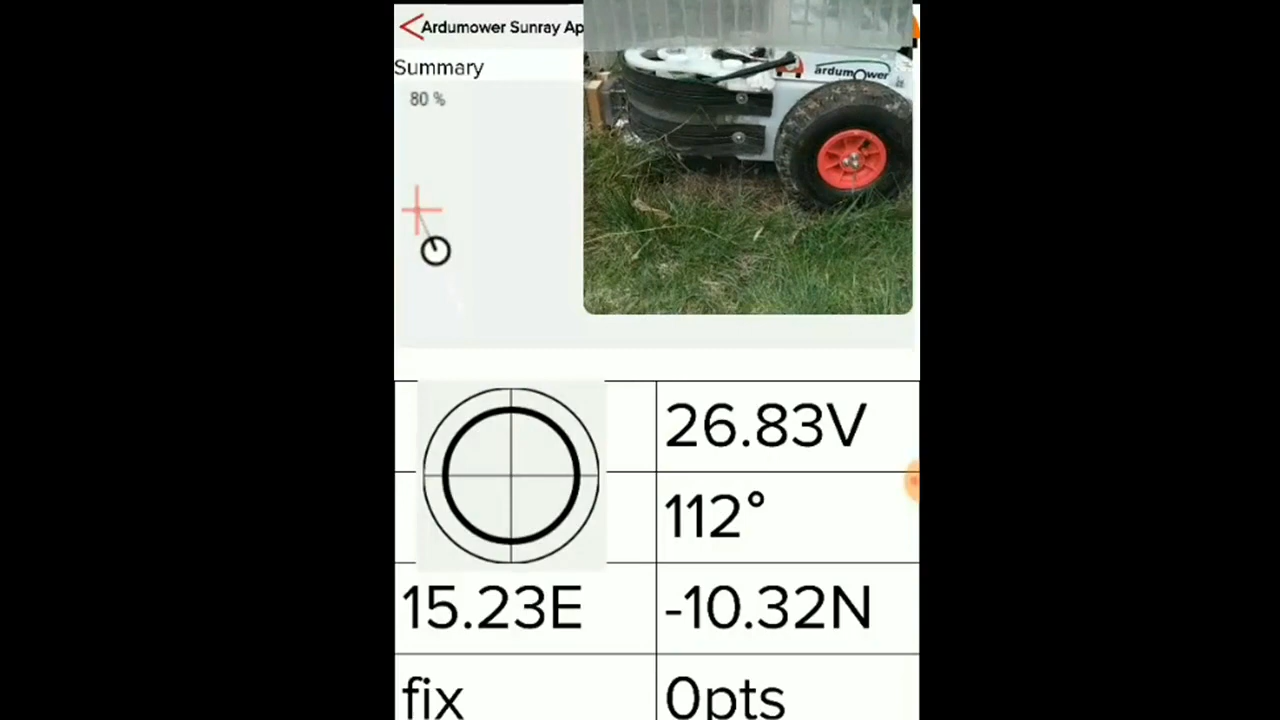 Ardumower Sunray Ap
Summary
80 %
ardumower
26.83V
112°
15.23E
-10.32N
fix
0pts